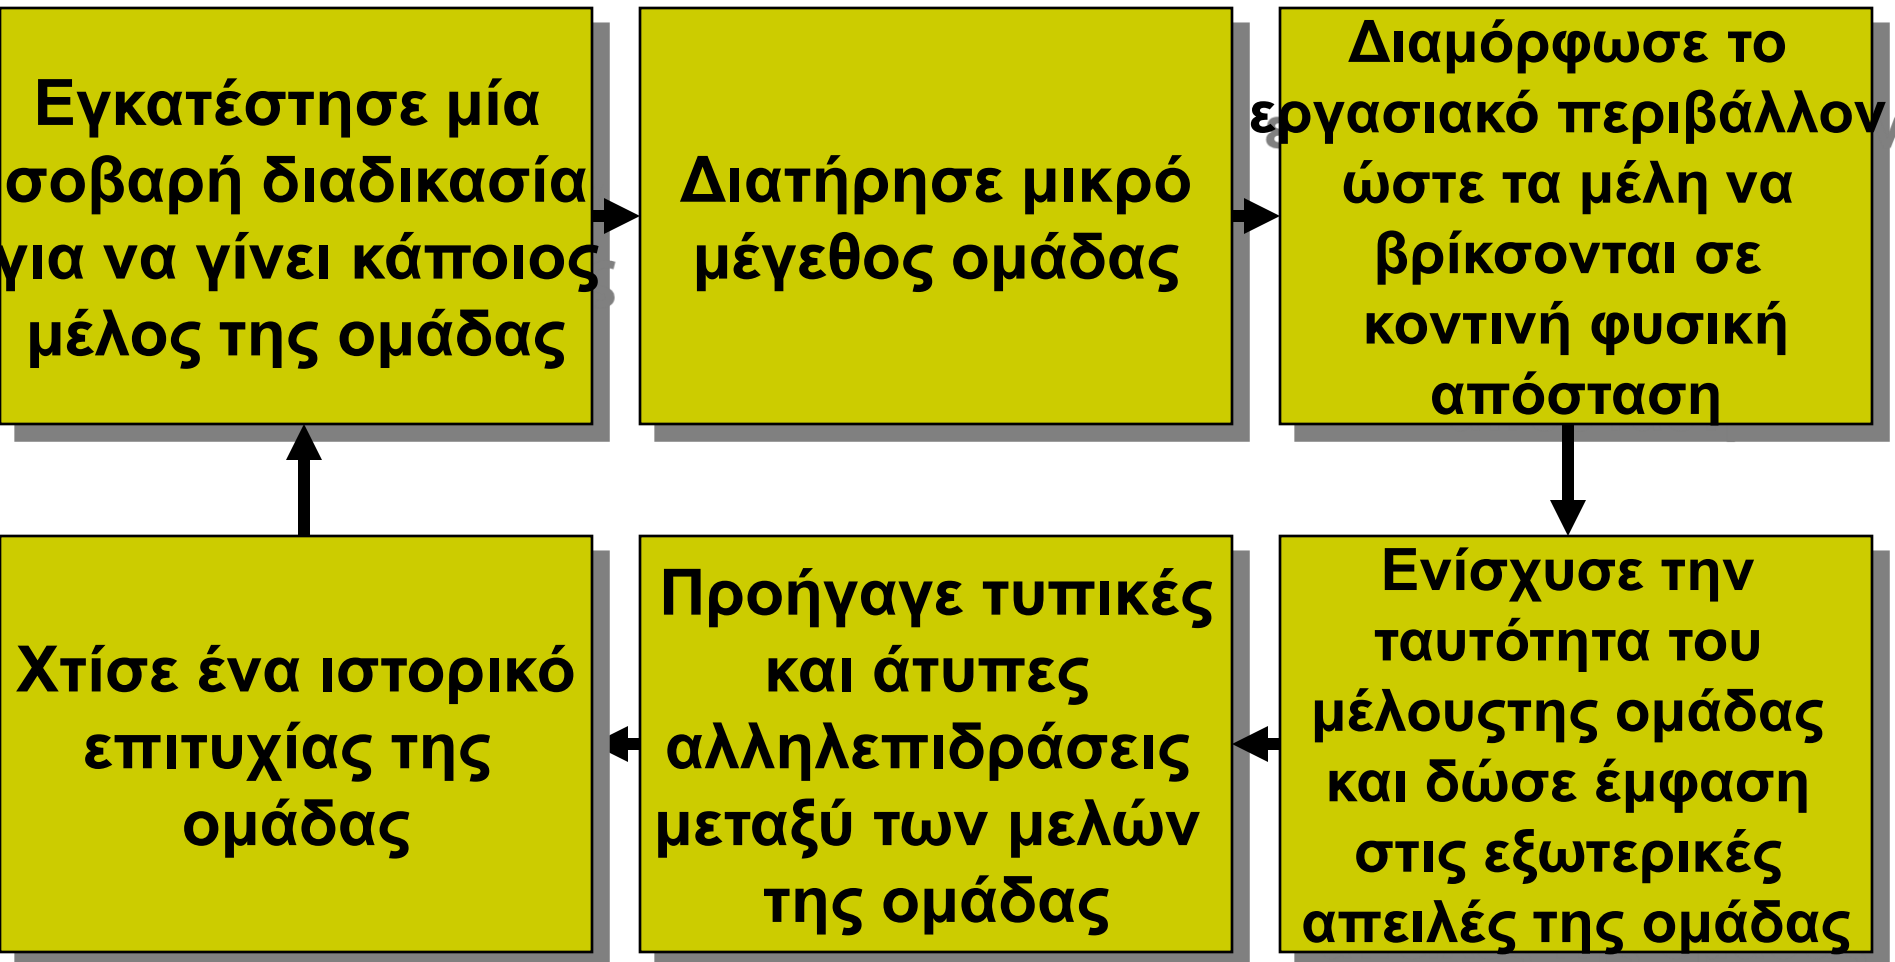 Εγκατέστησε μία
σοβαρή διαδικασία
για να γίνει κάποιος
μέλος της ομάδας
Διατήρησε μικρό
μέγεθος ομάδας
Διαμόρφωσε το
εργασιακό περιβάλλον
ώστε τα μέλη να
βρίκσονται σε
κοντινή φυσική
απόσταση
Χτίσε ένα ιστορικό
επιτυχίας της
ομάδας
Προήγαγε τυπικές
και άτυπες
αλληλεπιδράσεις
μεταξύ των μελών
της ομάδας
Ενίσχυσε την
ταυτότητα του
μέλουςτης ομάδας
και δώσε έμφαση
στις εξωτερικές
απειλές της ομάδας